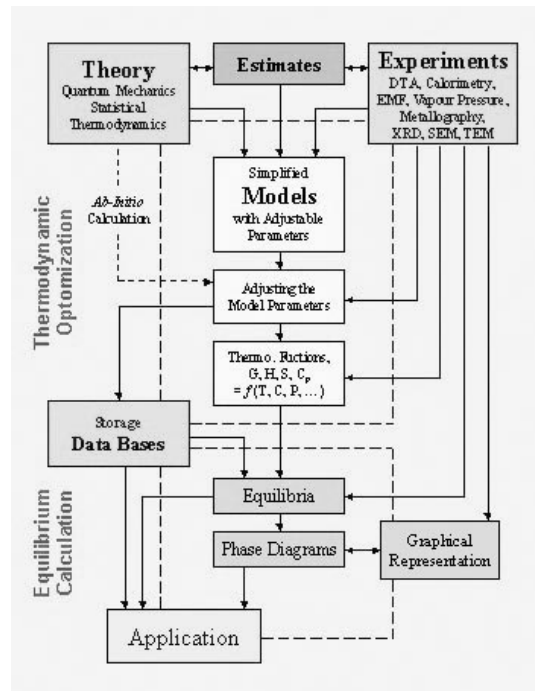 Theory
Quantum Mechanics
Statistical
Thermodynamics
Estimates
Experiments
DTA, Calorimetry,
EMF, Vapour Pressure,
Metallography,
XRD, SEM, TEM
Simplified
Models
with Adjustable
Parameters
Ab-Initio
Calculation
Thermodynamic
Optomization
Adjusting the
Model Parameters
Thermo. Fuctions,
G, H, S, Cp
= f(T, C, P, ...)
Storage
Data Bases
Equilibrium
Calculation
Equilibria
Phase Diagrams
Graphical
Representation
Application